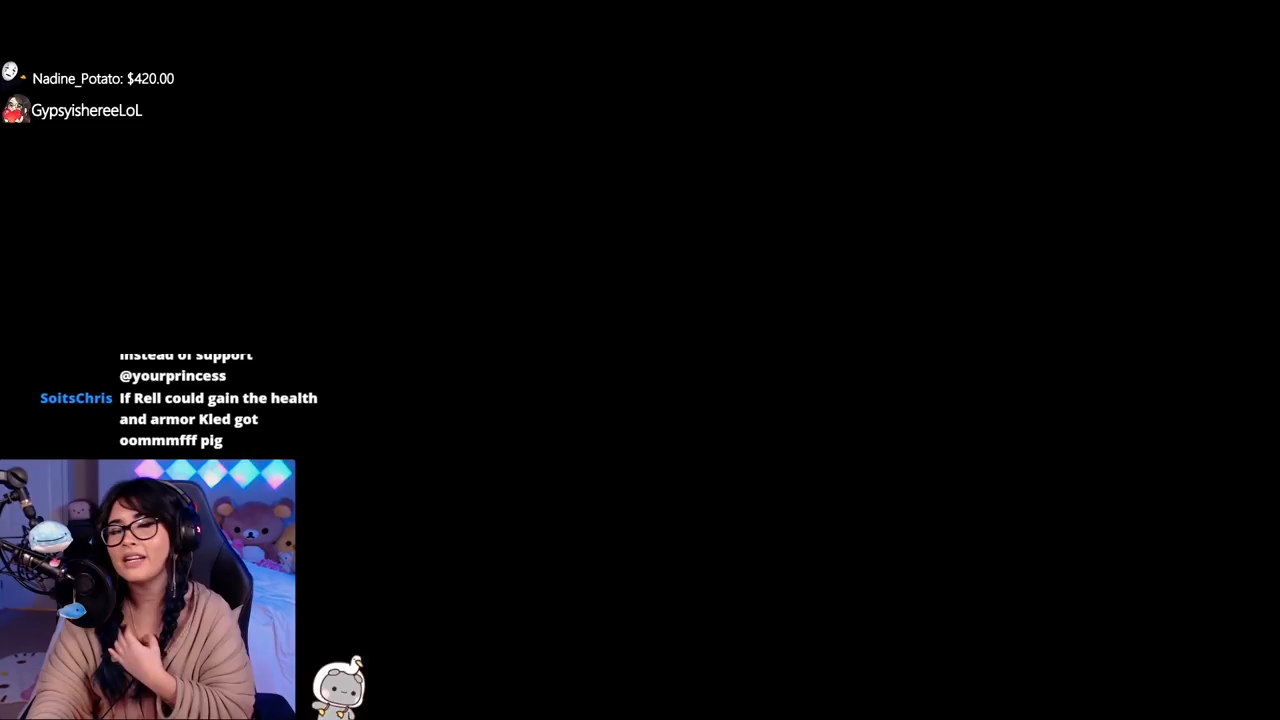 Nadine_Potato: $420.00
GypsyishereeLoL
instead of support
@yourprincess
SoitsChris If Rell could gain the health
and armor Kled got
oommmfff pig